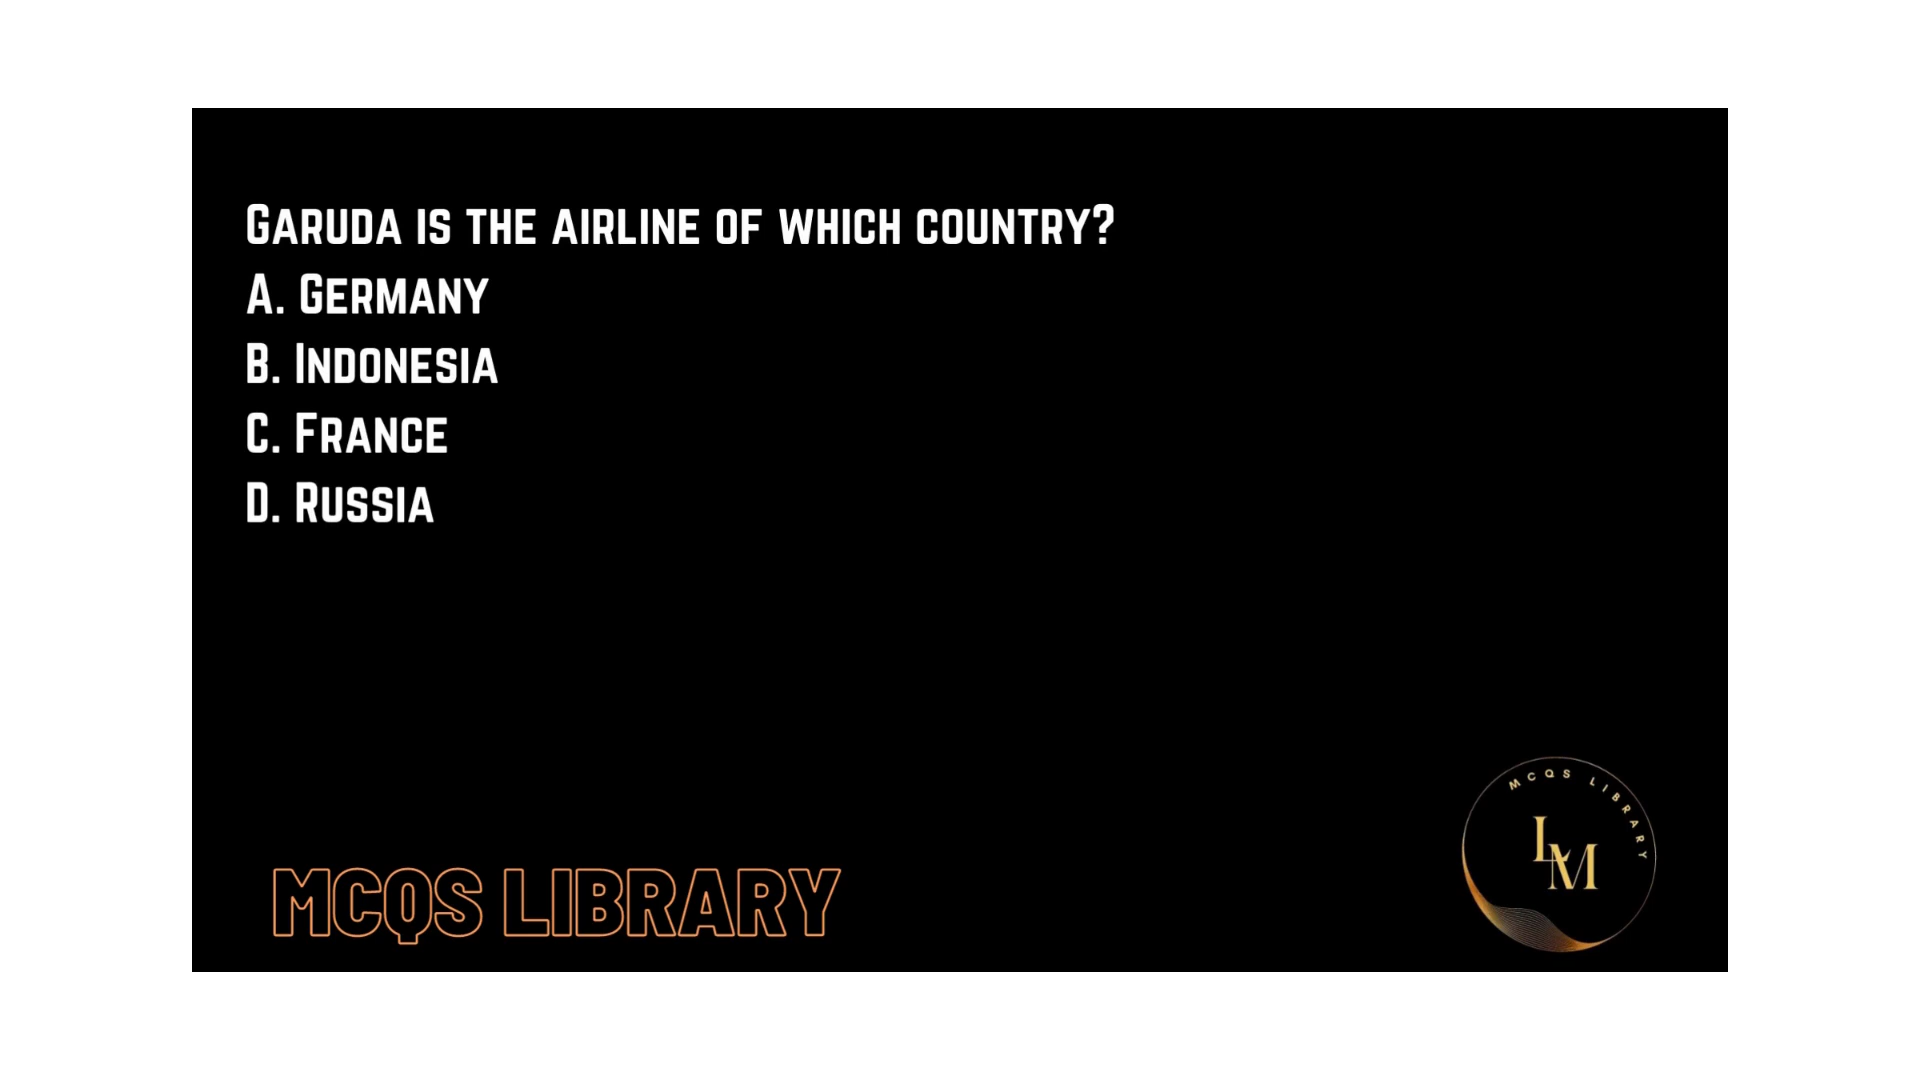 Garuda is the airline of which country?
A. Germany
B. Indonesia
C. France
D. Russia
MCQS LIBRARY
MCQS LIBRARY
LM